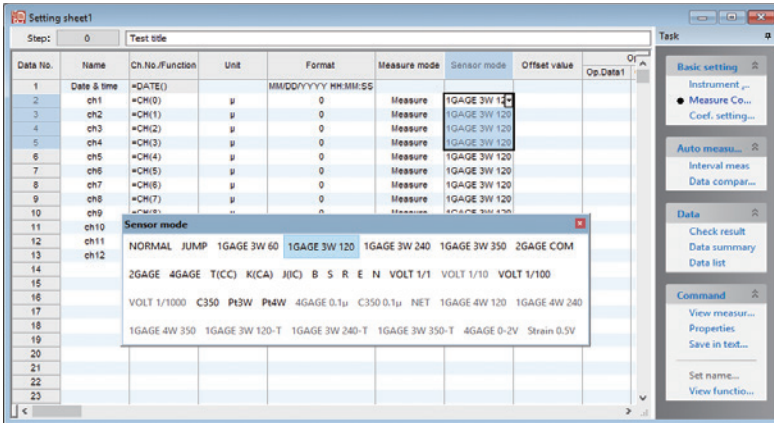 Setting sheet1
Step: 0 Test title
Data No. Name Ch.No./Function Unit Format Measure mode Sensor mode Offset value Op
Op.Data1
1 Date & time =DATE() MM/DD/YYYY HH:MM:SS
2 ch1 =CH(0) µ 0 Measure 1GAGE 3W 12
3 ch2 =CH(1) µ 0 Measure 1GAGE 3W 120
4 ch3 =CH(2) µ 0 Measure 1GAGE 3W 120
5 ch4 =CH(3) µ 0 Measure 1GAGE 3W 120
6 ch5 =CH(4) µ 0 Measure 1GAGE 3W 120
7 ch6 =CH(5) µ 0 Measure 1GAGE 3W 120
8 ch7 =CH(6) µ 0 Measure 1GAGE 3W 120
9 ch8 =CH(7) µ 0 Measure 1GAGE 3W 120
10 ch9 =CH(8) µ 0 Measure 1GAGE 3W 120
11 ch10
12 ch11
13 ch12
14
15
16
17
18
19
20
21
22
23
Sensor mode
NORMAL JUMP 1GAGE 3W 60 1GAGE 3W 120 1GAGE 3W 240 1GAGE 3W 350 2GAGE COM
2GAGE 4GAGE T(CC) K(CA) J(IC) B S R E N VOLT 1/1 VOLT 1/10 VOLT 1/100
VOLT 1/1000 C350 Pt3W Pt4W 4GAGE 0.1µ C350 0.1µ NET 1GAGE 4W 120 1GAGE 4W 240
1GAGE 4W 350 1GAGE 3W 120-T 1GAGE 3W 240-T 1GAGE 3W 350-T 4GAGE 0-2V Strain 0.5V
Task
Basic setting
Instrument ...
Measure Co...
Coef. setting...
Auto measu...
Interval meas
Data compar...
Data
Check result
Data summary
Data list
Command
View measur...
Properties
Save in text...
Set name...
View functio...